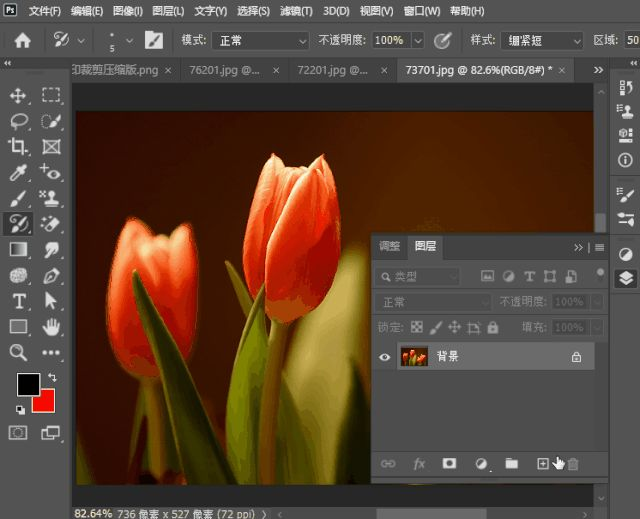 Ps 文件(F) 编辑(E) 图像(I) 图层(L) 文字(Y) 选择(S) 滤镜(T) 3D(D) 视图(V) 窗口(W) 帮助(H)
5 模式: 正常 不透明度: 100% 样式: 绷紧短 区域: 50
印裁剪压缩版.png × 76201.jpg @... × 72201.jpg @... × 73701.jpg @ 82.6%(RGB/8#) * ×
调整 图层
类型
正常 不透明度: 100%
锁定: 填充: 100%
背景
fx
82.64% 736 像素 x 527 像素 (72 ppi)